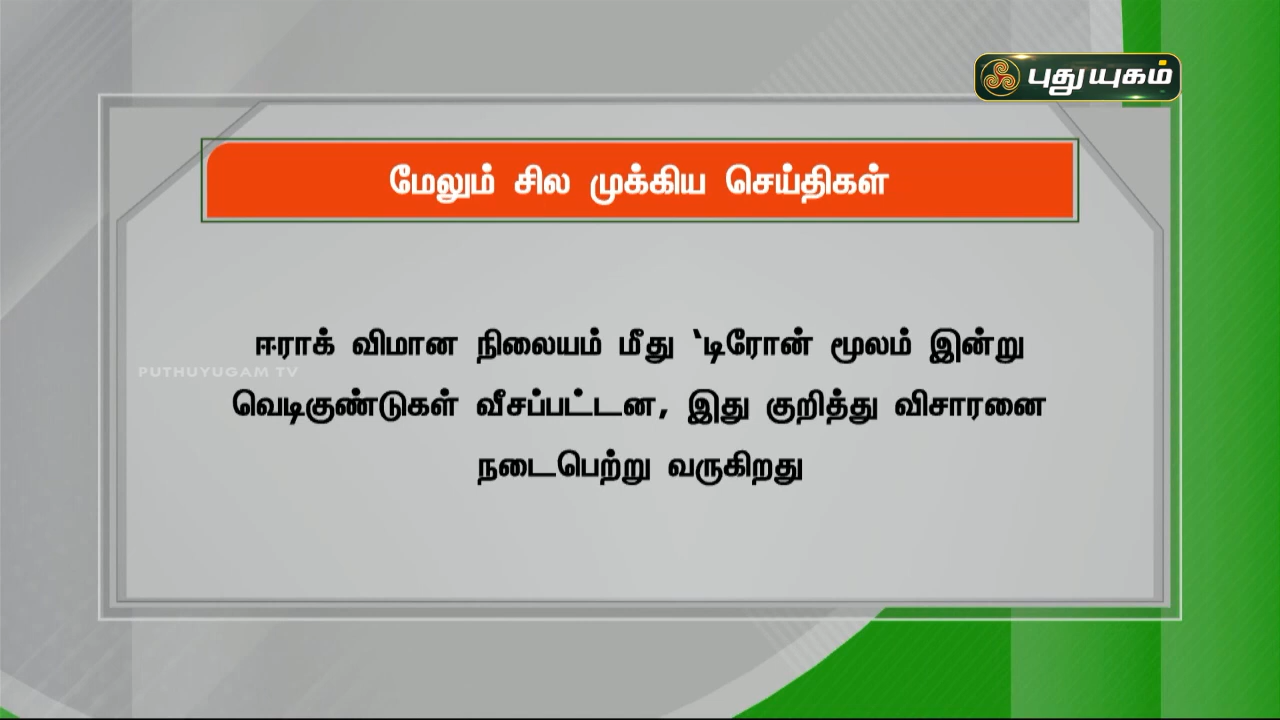 புதுயுகம்
மேலும் சில முக்கிய செய்திகள்
ஈராக் விமான நிலையம் மீது ‘டிரோன் மூலம் இன்று
PUTHUYUGAM TV
வெடிகுண்டுகள் வீசப்பட்டன, இது குறித்து விசாரனை
நடைபெற்று வருகிறது